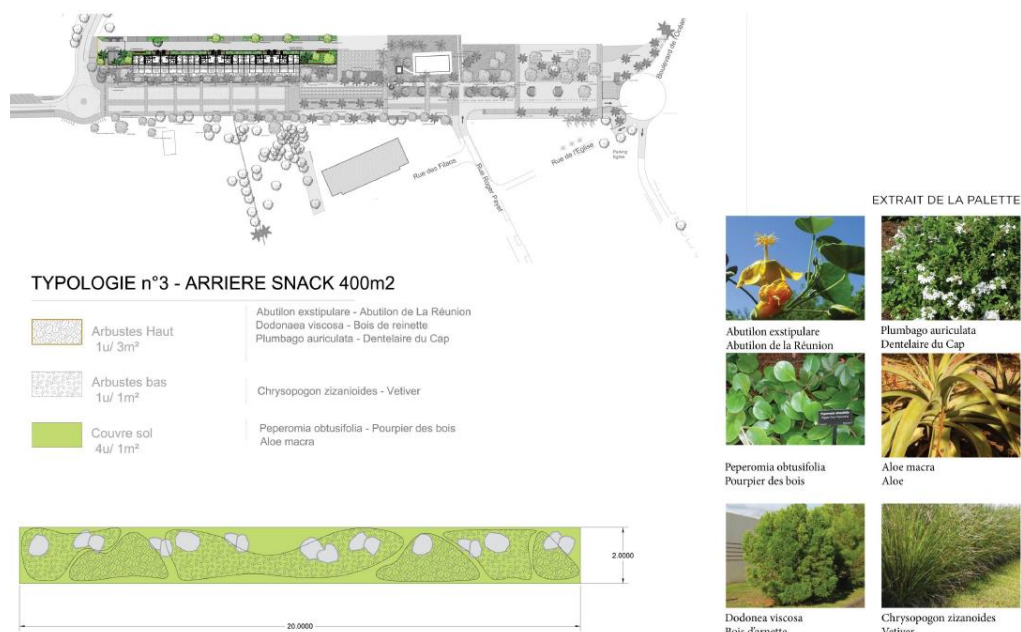 Boulevard de l'Océan
Parking
Eglise
Rue de l'Eglise
Rue des Filaos
Rue Roger Payet
EXTRAIT DE LA PALETTE
TYPOLOGIE n°3 - ARRIERE SNACK 400m2
Arbustes Haut
1u/ 3m²
Abutilon exstipulare - Abutilon de La Réunion
Dodonaea viscosa - Bois de reinette
Plumbago auriculata - Dentelaire du Cap
Arbustes bas
1u/ 1m²
Chrysopogon zizanioides - Vetiver
Couvre sol
4u/ 1m²
Peperomia obtusifolia - Pourpier des bois
Aloe macra
2.0000
20.0000
Abutilon exstipulare
Abutilon de la Réunion
Plumbago auriculata
Dentelaire du Cap
Peperomia obtusifolia
Pourpier des bois
Aloe macra
Aloe
Dodonea viscosa
Bois d'arnette
Chrysopogon zizanoides
Vetiver